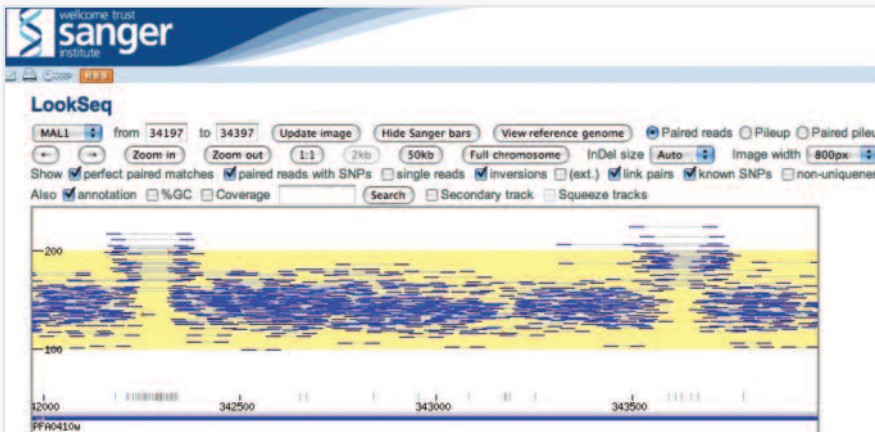 wellcome trust
sanger
institute
RSS
LookSeq
MAL1 from 34197 to 34397 Update image Hide Sanger bars View reference genome Paired reads Pileup Paired pileu
Zoom in Zoom out 1:1 2kb 50kb Full chromosome InDel size Auto Image width 800px
Show perfect paired matches paired reads with SNPs single reads inversions (ext.) link pairs known SNPs non-uniquenes
Also annotation %GC Coverage Search Secondary track Squeeze tracks
200
100
42000 342500 343000 343500
PFA0410w